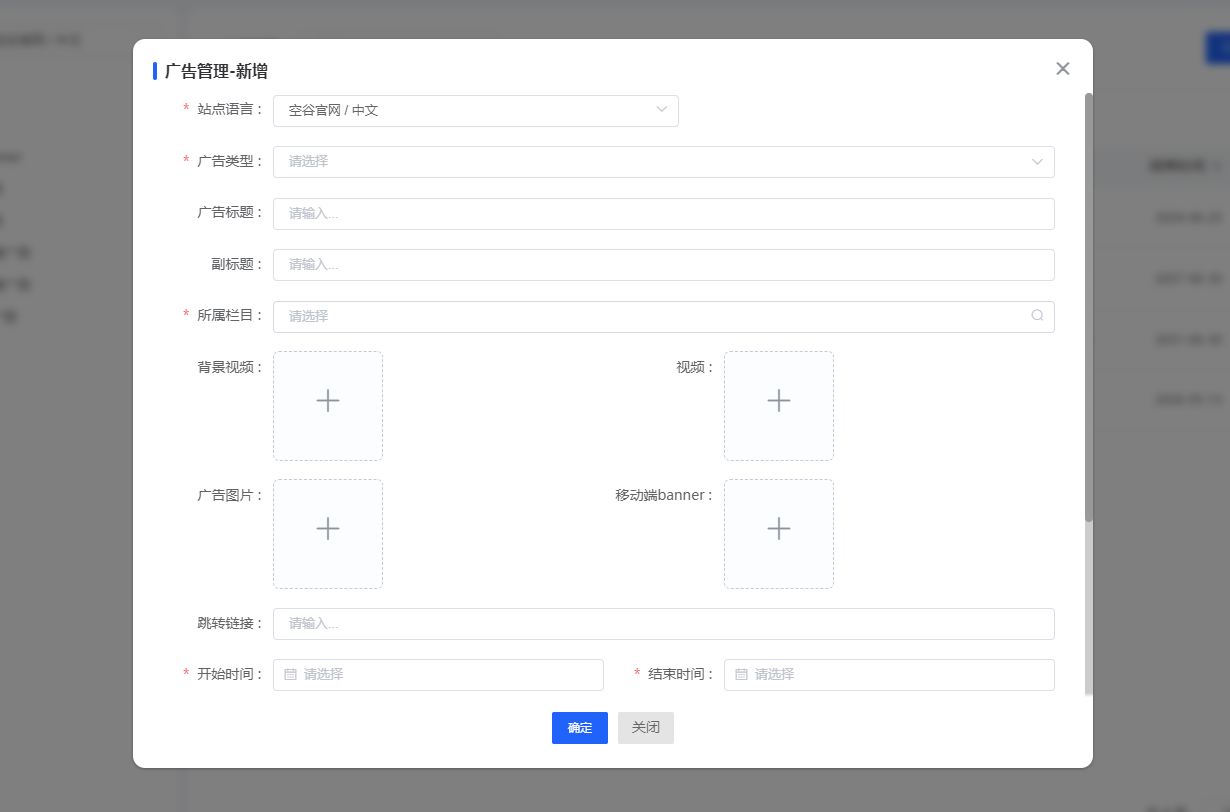 广告管理-新增
* 站点语言： 空谷官网 / 中文
* 广告类型： 请选择
广告标题： 请输入...
副标题： 请输入...
* 所属栏目： 请选择
背景视频： 视频：
广告图片： 移动端banner：
跳转链接： 请输入...
* 开始时间： 请选择 * 结束时间： 请选择
确定 关闭